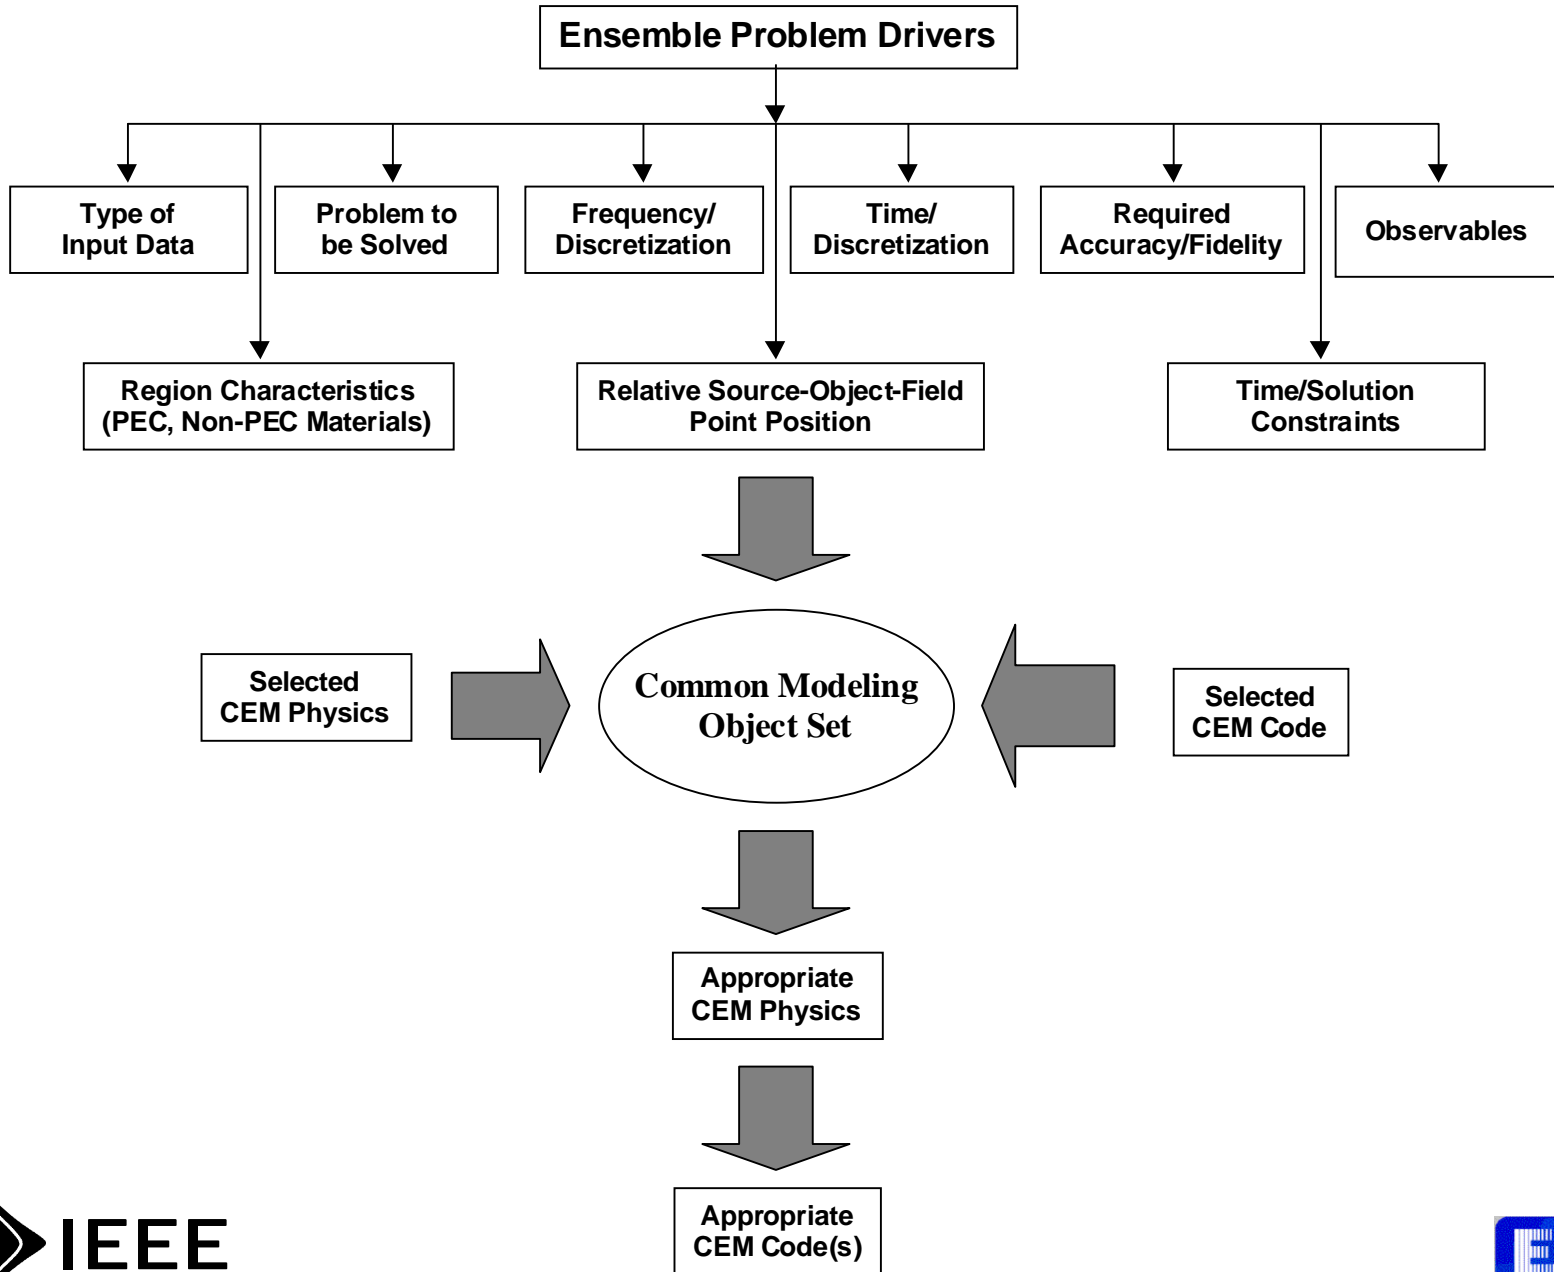 Ensemble Problem Drivers
Type of
Input Data
Problem to
be Solved
Frequency/
Discretization
Time/
Discretization
Required
Accuracy/Fidelity
Observables
Region Characteristics
(PEC, Non-PEC Materials)
Relative Source-Object-Field
Point Position
Time/Solution
Constraints
Selected
CEM Physics
Common Modeling
Object Set
Selected
CEM Code
Appropriate
CEM Physics
Appropriate
CEM Code(s)
IEEE